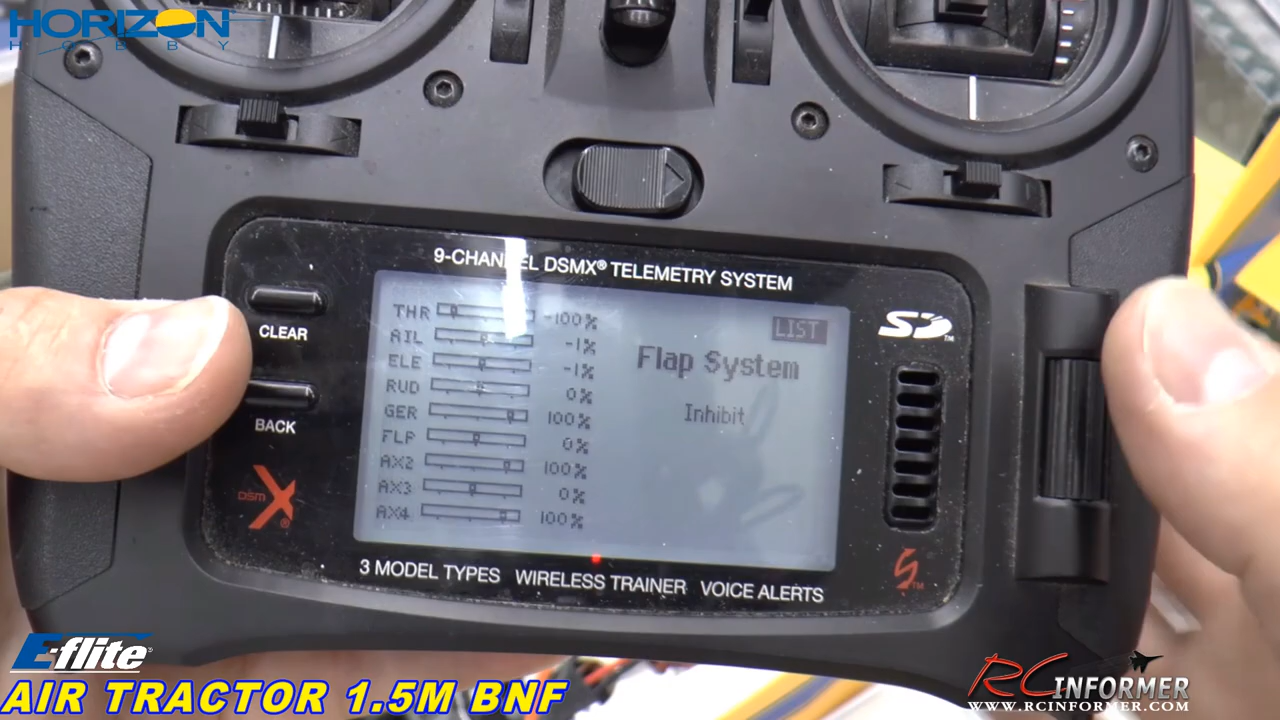 HORIZON
HOBBY
9-CHANNEL DSMX® TELEMETRY SYSTEM
CLEAR
BACK
DSM X®
THR -100%
AIL -1%
ELE -1%
RUD 0%
GER 100%
FLP 0%
AX2 100%
AX3 0%
AX4 100%
LIST
Flap System
Inhibit
SD™
3 MODEL TYPES WIRELESS TRAINER VOICE ALERTS
E-flite®
AIR TRACTOR 1.5M BNF
RC INFORMER
WWW.RCINFORMER.COM